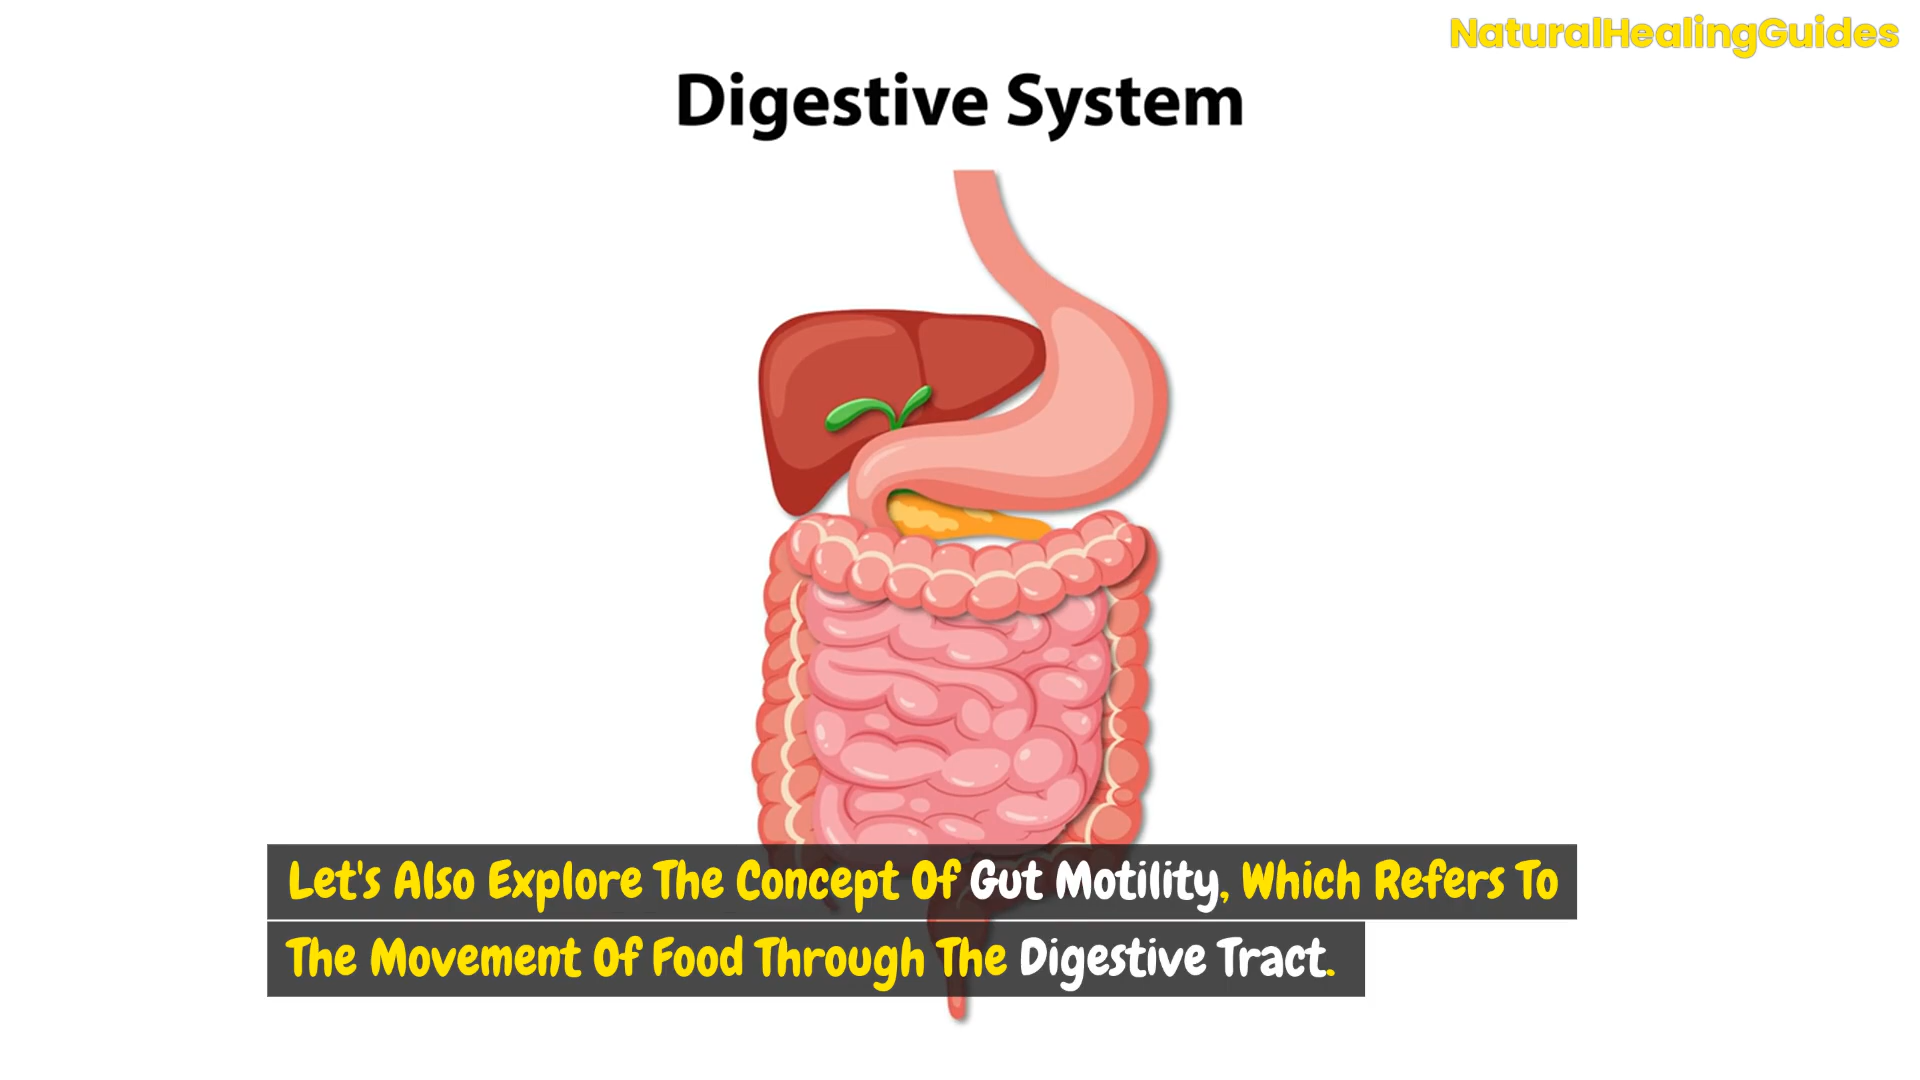 NaturalHealingGuides
Digestive System
Let's Also Explore The Concept Of Gut Motility, Which Refers To
The Movement Of Food Through The Digestive Tract.